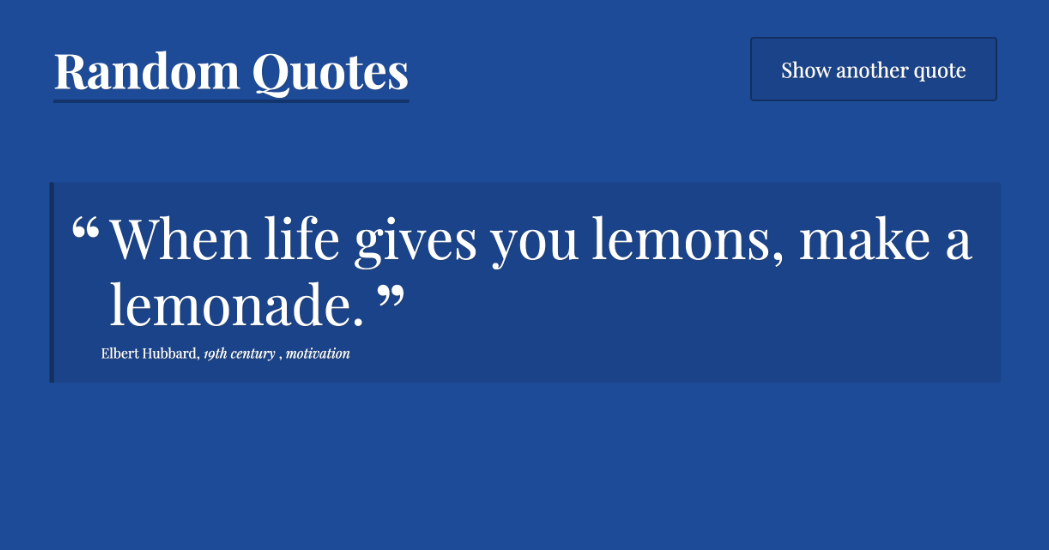 Random Quotes
Show another quote
“ When life gives you lemons, make a
lemonade. ”
Elbert Hubbard, 19th century , motivation